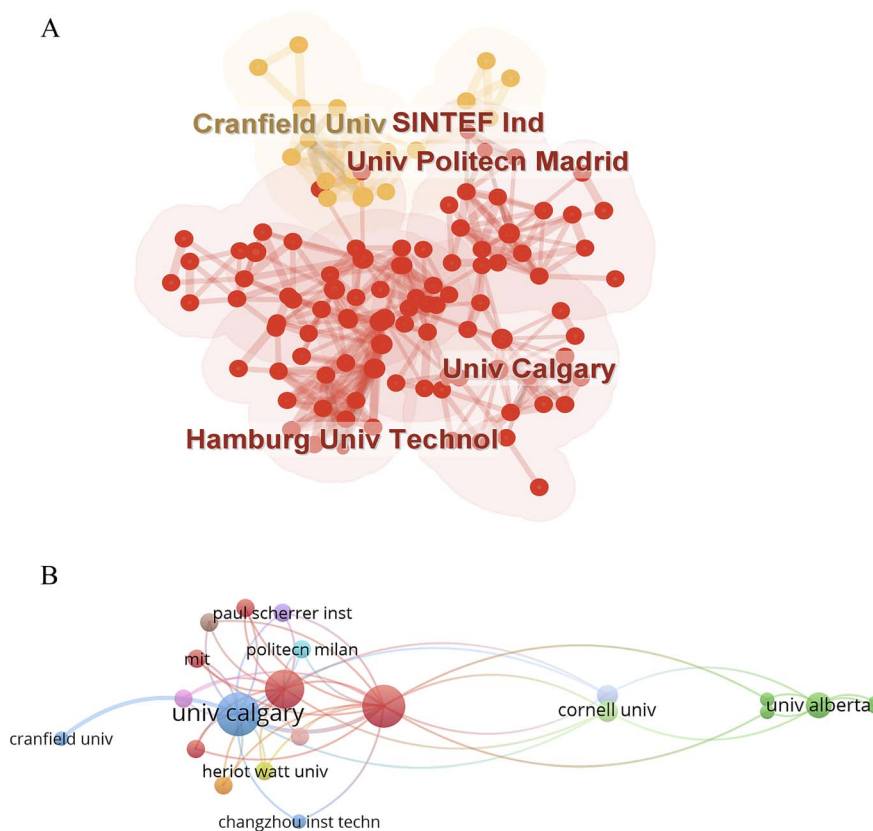 A
Cranfield Univ
SINTEF Ind
Univ Politecn Madrid
Univ Calgary
Hamburg Univ Technol
B
paul scherrer inst
politecn milan
mit
univ calgary
cranfield univ
cornell univ
univ alberta
heriot watt univ
changzhou inst techn